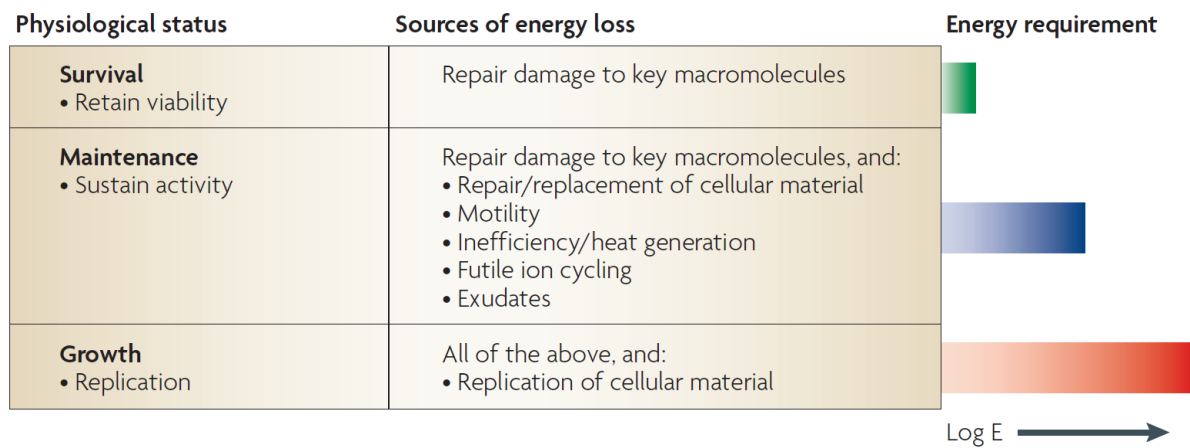 Physiological status
Sources of energy loss
Energy requirement
Survival
• Retain viability
Repair damage to key macromolecules
Maintenance
• Sustain activity
Repair damage to key macromolecules, and:
• Repair/replacement of cellular material
• Motility
• Inefficiency/heat generation
• Futile ion cycling
• Exudates
Growth
• Replication
All of the above, and:
• Replication of cellular material
Log E